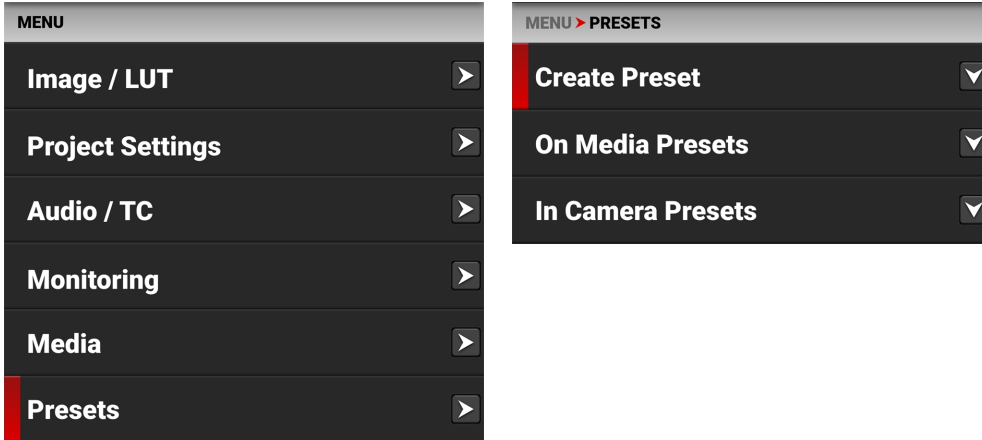 MENU
Image / LUT
Project Settings
Audio / TC
Monitoring
Media
Presets
MENU > PRESETS
Create Preset
On Media Presets
In Camera Presets